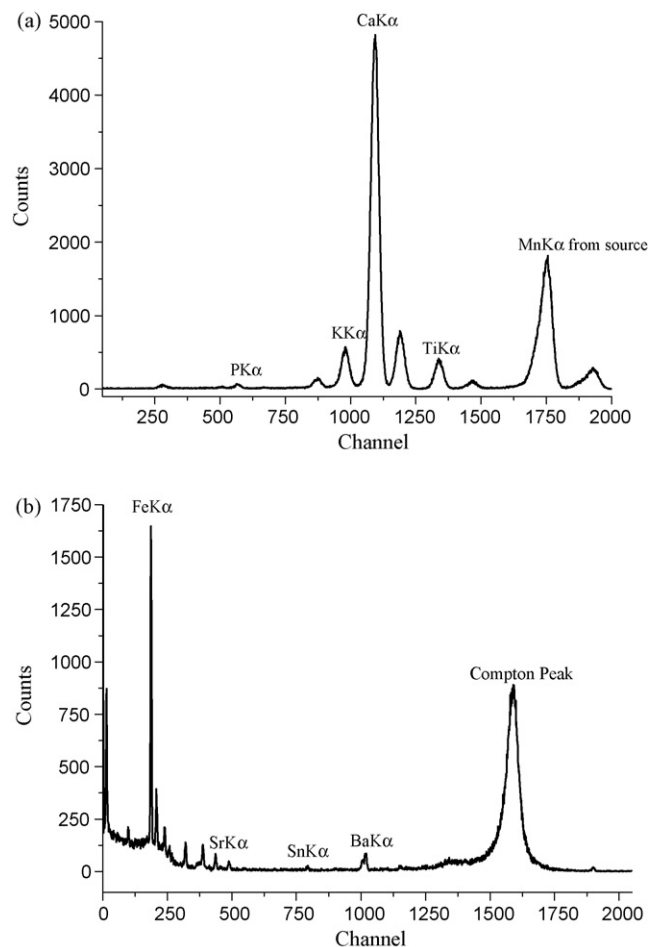 (a)
CaKα
5000
4000
3000
2000
1000
0
Counts
PKα
KKα
TiKα
MnKα from source
250 500 750 1000 1250 1500 1750 2000
Channel
(b)
FeKα
1750
1500
1250
1000
750
500
250
0
Counts
SrKα
SnKα
BaKα
Compton Peak
0 250 500 750 1000 1250 1500 1750 2000
Channel